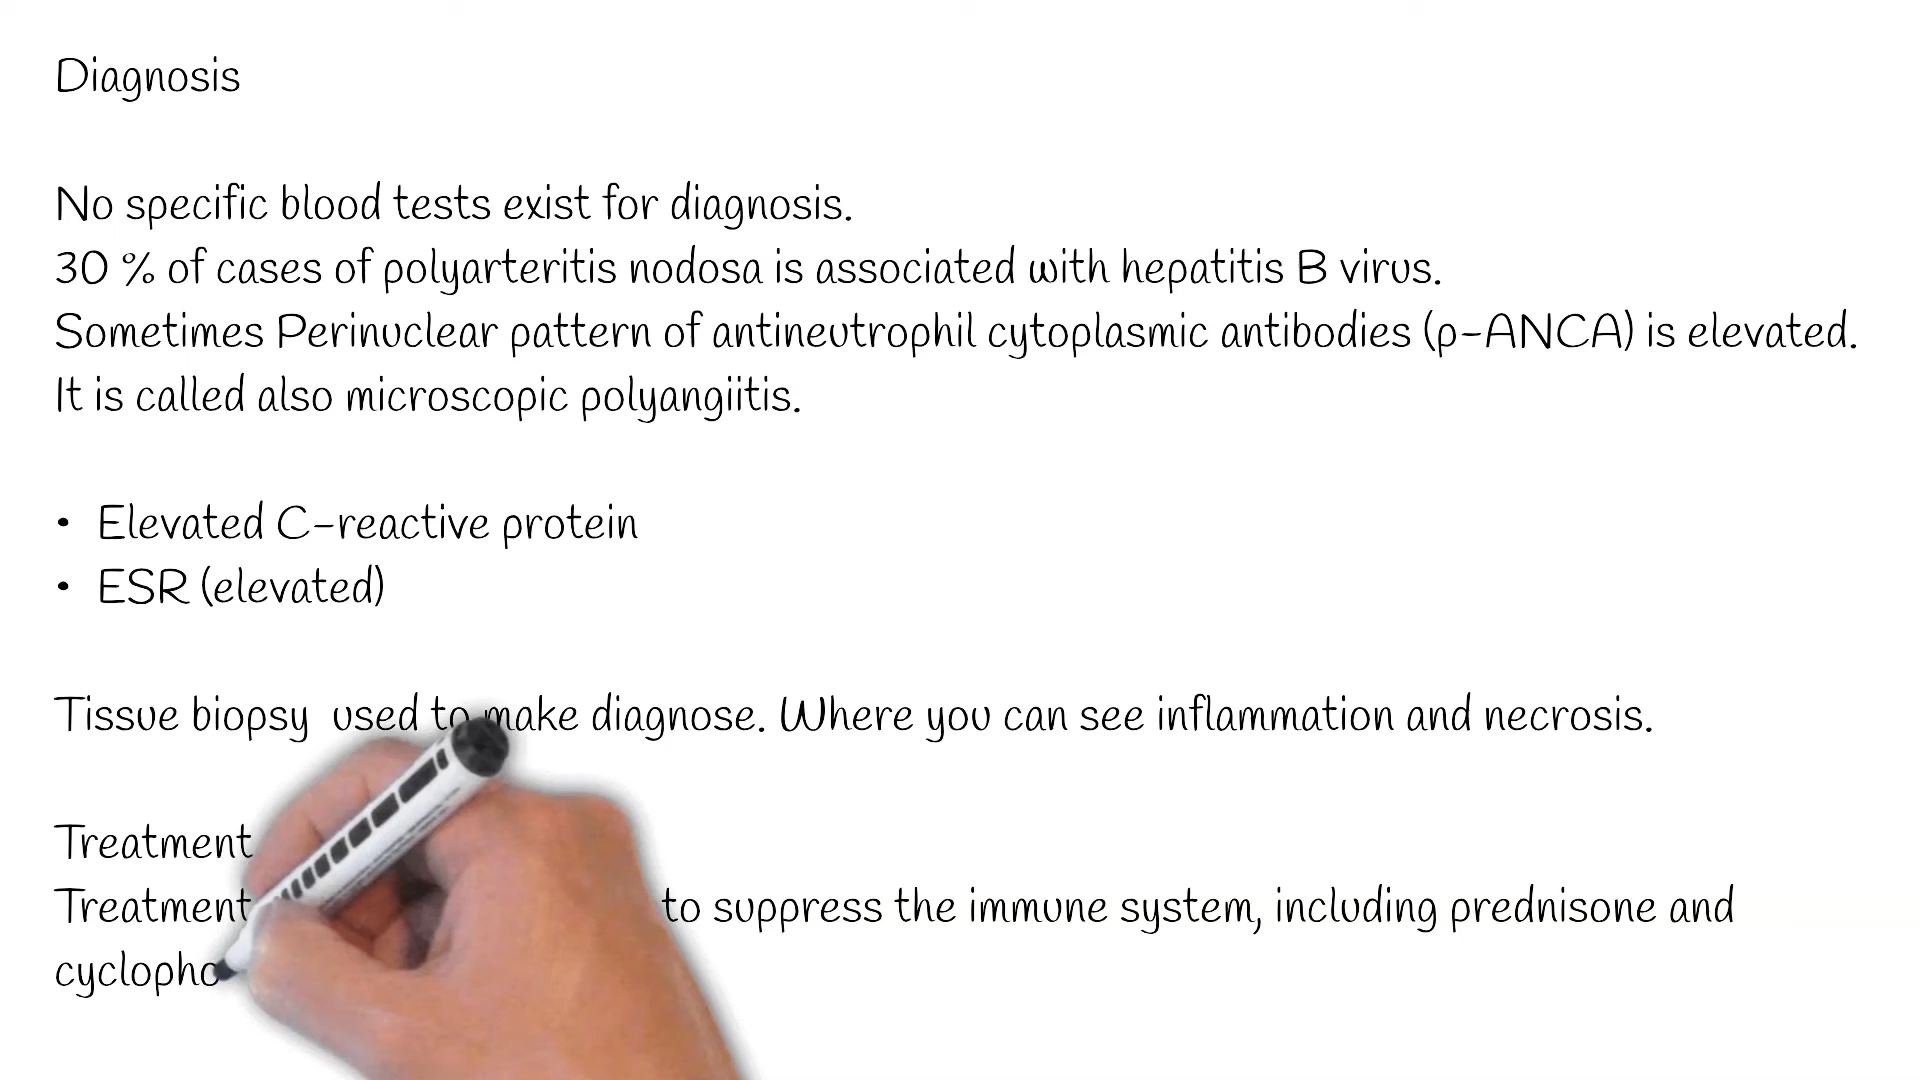 Diagnosis
No specific blood tests exist for diagnosis.
30 % of cases of polyarteritis nodosa is associated with hepatitis B virus.
Sometimes Perinuclear pattern of antineutrophil cytoplasmic antibodies (p-ANCA) is elevated.
It is called also microscopic polyangiitis.
• Elevated C-reactive protein
• ESR (elevated)
Tissue biopsy used to make diagnose. Where you can see inflammation and necrosis.
Treatment
Treatment to suppress the immune system, including prednisone and
cyclopho